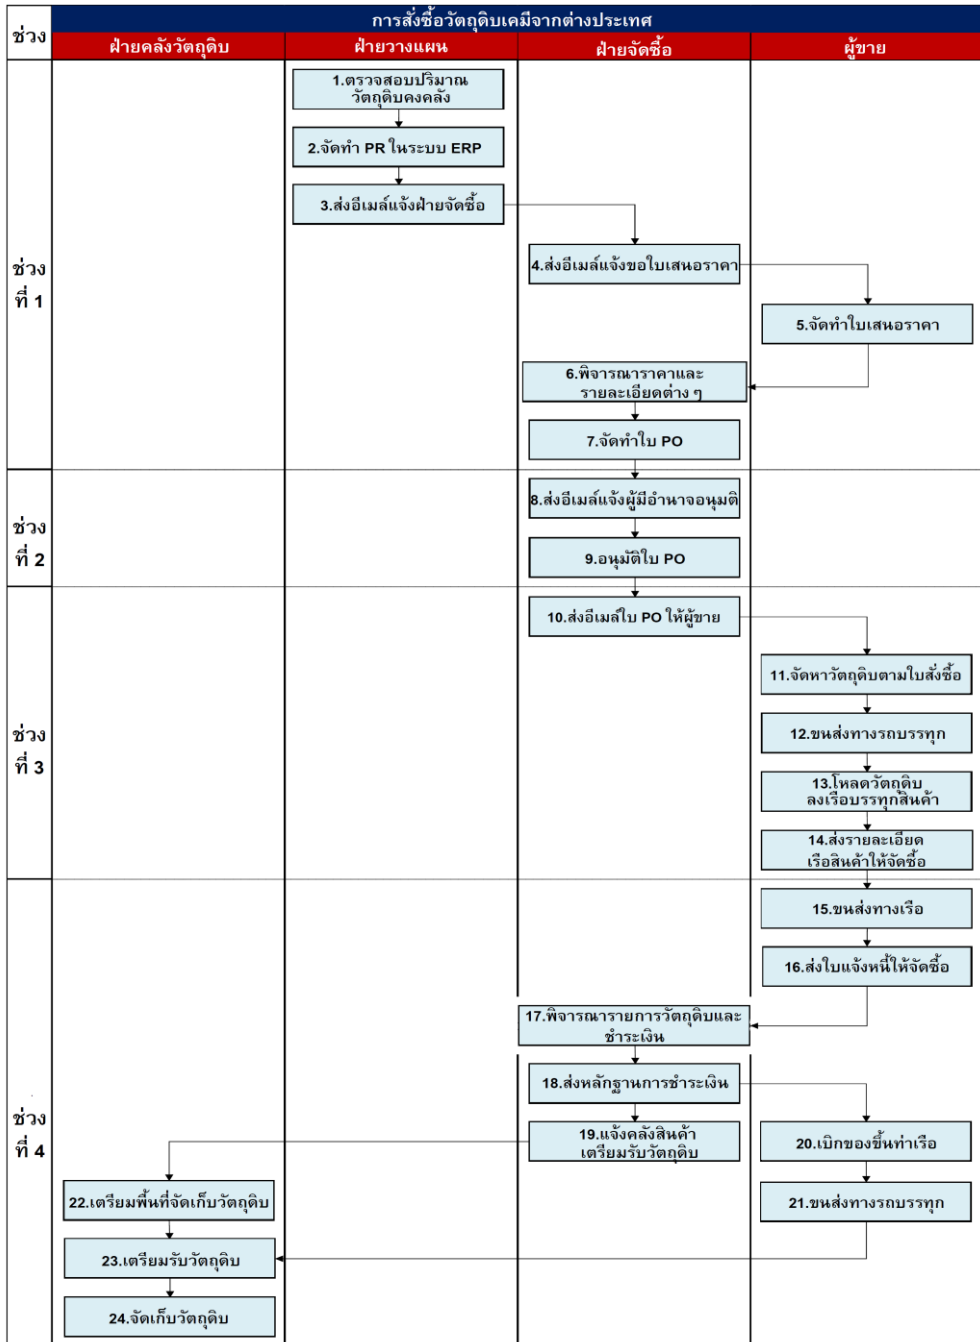 การสั่งซื้อวัตถุดิบเคมีจากต่างประเทศ
ช่วง
ฝ่ายคลังวัตถุดิบ
ฝ่ายวางแผน
ฝ่ายจัดซื้อ
ผู้ขาย
ช่วง
ที่ 1
1.ตรวจสอบปริมาณ
วัตถุดิบคงคลัง
2.จัดทำ PR ในระบบ ERP
3.ส่งอีเมล์แจ้งฝ่ายจัดซื้อ
4.ส่งอีเมล์แจ้งขอใบเสนอราคา
5.จัดทำใบเสนอราคา
6.พิจารณาราคาและ
รายละเอียดต่าง ๆ
7.จัดทำใบ PO
ช่วง
ที่ 2
8.ส่งอีเมล์แจ้งผู้มีอำนาจอนุมติ
9.อนุมัติใบ PO
ช่วง
ที่ 3
10.ส่งอีเมล์ใบ PO ให้ผู้ขาย
11.จัดหาวัตถุดิบตามใบสั่งซื้อ
12.ขนส่งทางรถบรรทุก
13.โหลดวัตถุดิบ
ลงเรือบรรทุกสินค้า
14.ส่งรายละเอียด
เรือสินค้าให้จัดซื้อ
ช่วง
ที่ 4
15.ขนส่งทางเรือ
16.ส่งใบแจ้งหนี้ให้จัดซื้อ
17.พิจารณารายการวัตถุดิบและ
ชำระเงิน
18.ส่งหลักฐานการชำระเงิน
19.แจ้งคลังสินค้า
เตรียมรับวัตถุดิบ
20.เบิกของขึ้นท่าเรือ
21.ขนส่งทางรถบรรทุก
22.เตรียมพื้นที่จัดเก็บวัตถุดิบ
23.เตรียมรับวัตถุดิบ
24.จัดเก็บวัตถุดิบ